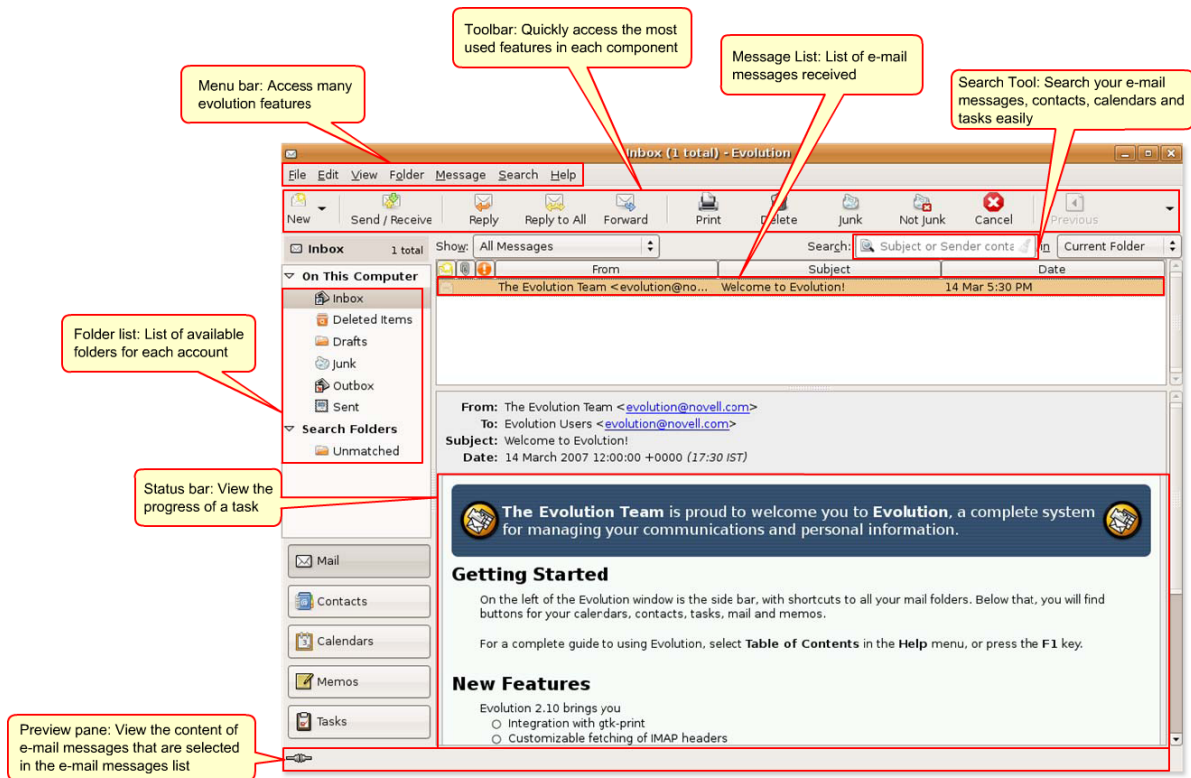 Toolbar: Quickly access the most
used features in each component
Message List: List of e-mail
messages received
Menu bar: Access many
evolution features
Search Tool: Search your e-mail
messages, contacts, calendars and
tasks easily
Inbox (1 total) - Evolution
File Edit View Folder Message Search Help
New Send / Receive Reply Reply to All Forward Print Delete Junk Not Junk Cancel Previous
Inbox 1 total
Show: All Messages
Search: Subject or Sender conta in Current Folder
From Subject Date
The Evolution Team <evolution@no... Welcome to Evolution! 14 Mar 5:30 PM
On This Computer
Inbox
Deleted Items
Drafts
Junk
Outbox
Sent
Search Folders
Unmatched
Folder list: List of available
folders for each account
From: The Evolution Team <evolution@novell.com>
To: Evolution Users <evolution@novell.com>
Subject: Welcome to Evolution!
Date: 14 March 2007 12:00:00 +0000 (17:30 IST)
Status bar: View the
progress of a task
The Evolution Team is proud to welcome you to Evolution, a complete system
for managing your communications and personal information.
Getting Started
On the left of the Evolution window is the side bar, with shortcuts to all your mail folders. Below that, you will find
buttons for your calendars, contacts, tasks, mail and memos.
For a complete guide to using Evolution, select Table of Contents in the Help menu, or press the F1 key.
New Features
Evolution 2.10 brings you
Integration with gtk-print
Customizable fetching of IMAP headers
Mail
Contacts
Calendars
Memos
Tasks
Preview pane: View the content of
e-mail messages that are selected
in the e-mail messages list